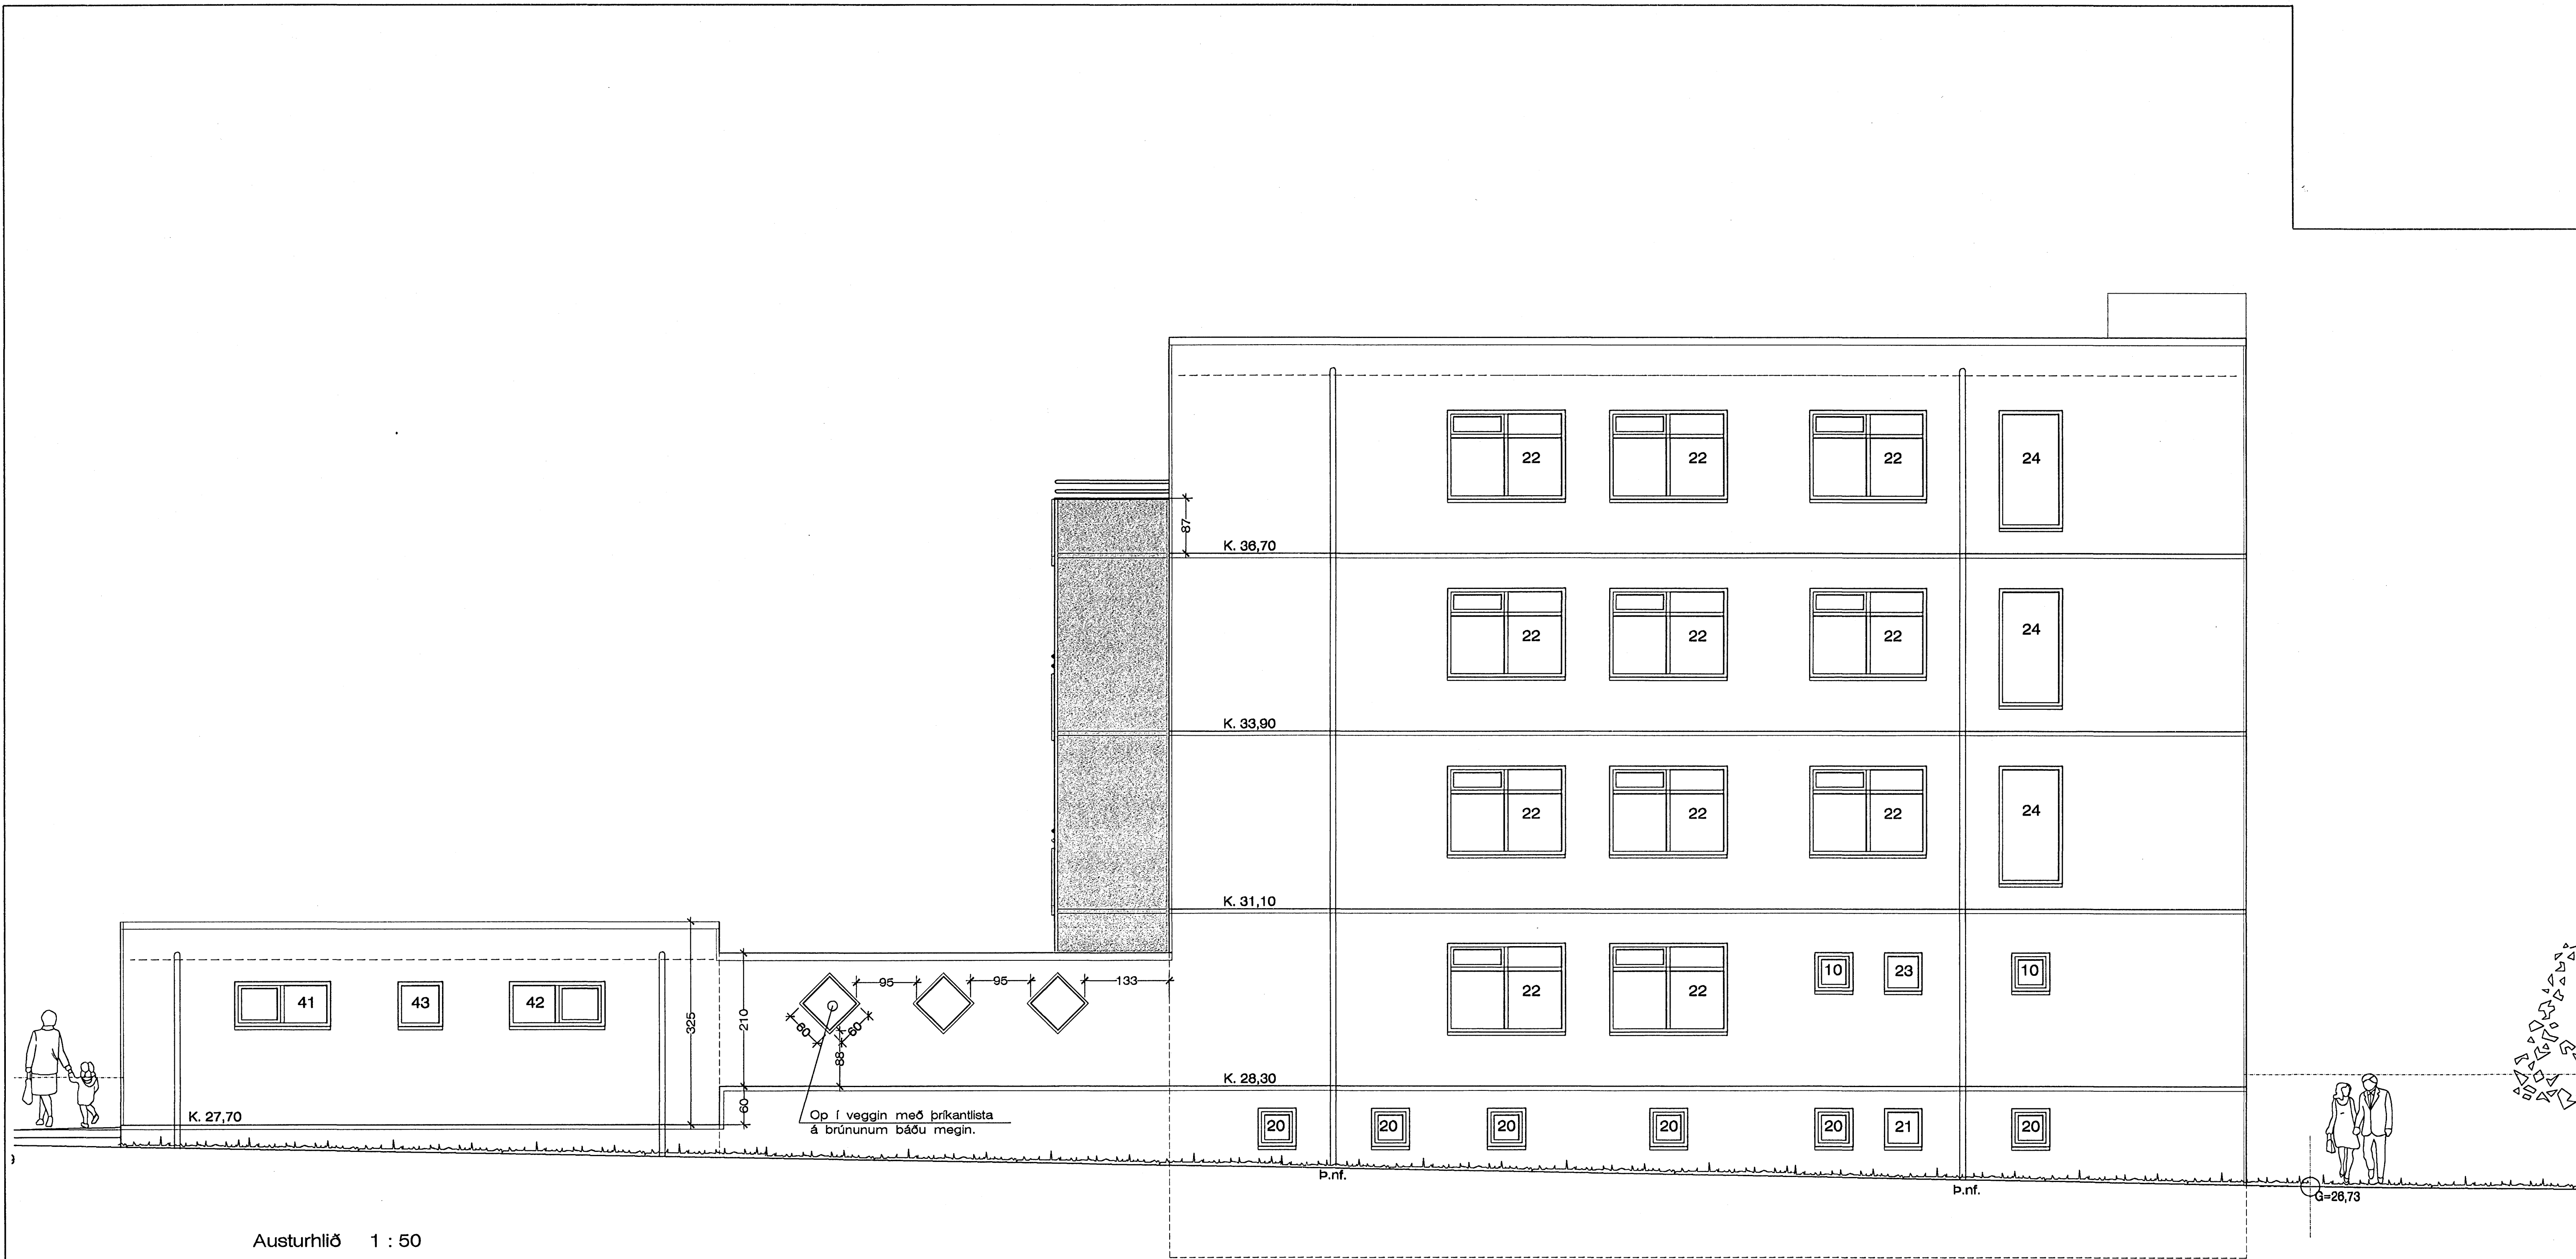 22 22 22 24
87
K. 36,70
22 22 22 24
K. 33,90
22 22 22 24
K. 31,10
95 95 133
10 23 10
22 22
41 43 42
325 210
60 60
88
K. 28,30
60
K. 27,70
Op í veggin með þríkantlista
á brúnunum báðu megin.
20 20 20 20 20 21 20
Þ.nf. Þ.nf.
G=26,73
Austurhlið 1 : 50